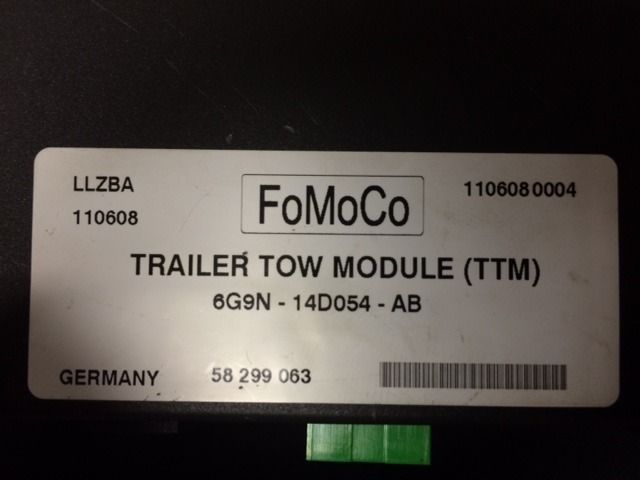 LLZBA
110608
FoMoCo
1106080004
TRAILER TOW MODULE (TTM)
6G9N - 14D054 - AB
GERMANY 58 299 063